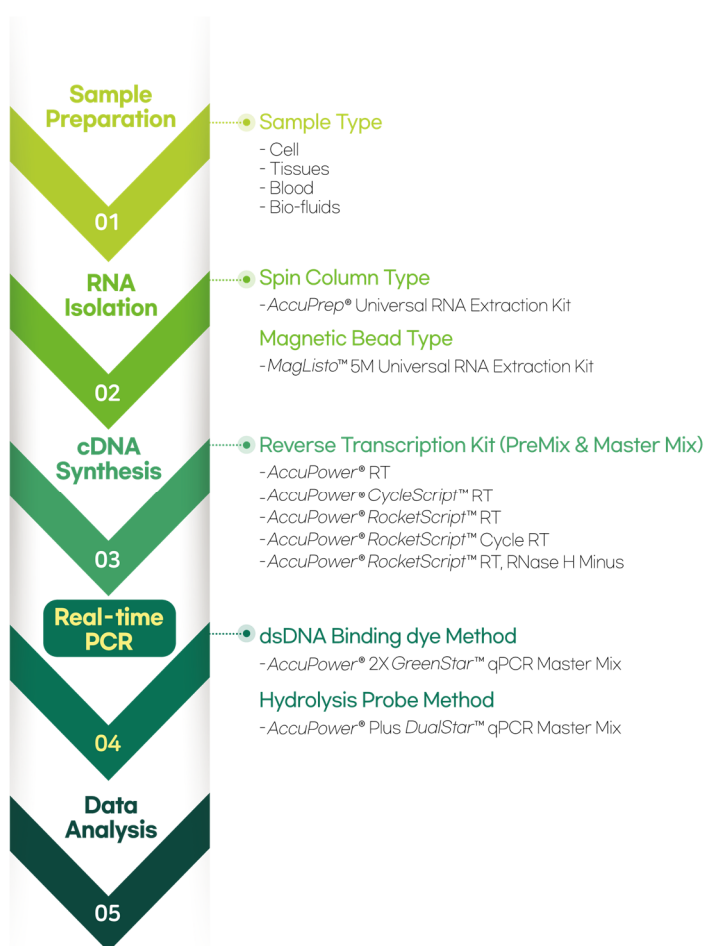 Sample
Preparation
Sample Type
- Cell
- Tissues
- Blood
- Bio-fluids
01
RNA
Isolation
Spin Column Type
- AccuPrep® Universal RNA Extraction Kit
Magnetic Bead Type
- MagListo™ 5M Universal RNA Extraction Kit
02
cDNA
Synthesis
Reverse Transcription Kit (PreMix & Master Mix)
- AccuPower® RT
- AccuPower® CycleScript™ RT
- AccuPower® RocketScript™ RT
- AccuPower® RocketScript™ Cycle RT
- AccuPower® RocketScript™ RT, RNase H Minus
03
Real-time
PCR
dsDNA Binding dye Method
- AccuPower® 2X GreenStar™ qPCR Master Mix
Hydrolysis Probe Method
- AccuPower® Plus DualStar™ qPCR Master Mix
04
Data
Analysis
05